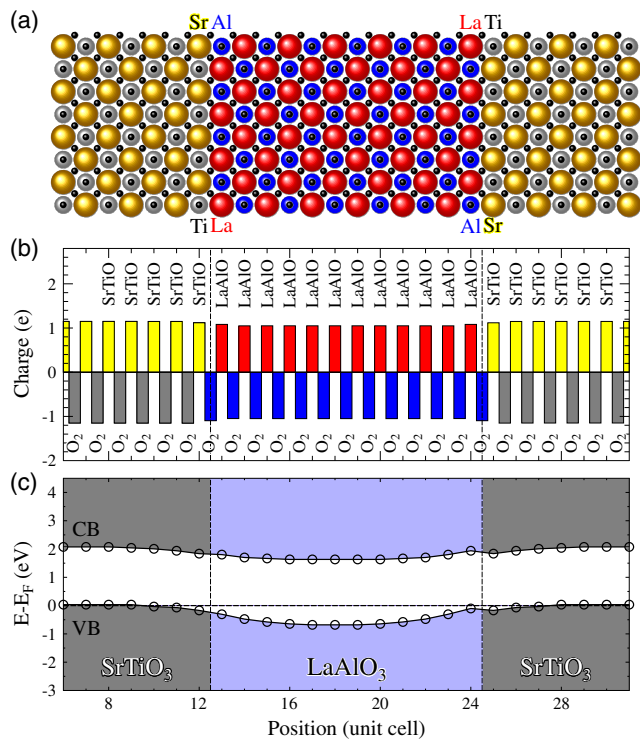 (a)
Sr Al La Ti
Ti La Al Sr
(b)
SrTiO SrTiO SrTiO SrTiO SrTiO LaAlO LaAlO LaAlO LaAlO LaAlO LaAlO LaAlO LaAlO LaAlO LaAlO LaAlO LaAlO SrTiO SrTiO SrTiO SrTiO SrTiO SrTiO
2
1
0
-1
-2
Charge (e)
O₂ O₂ O₂ O₂ O₂ O₂ O₂ O₂ O₂ O₂ O₂ O₂ O₂ O₂ O₂ O₂ O₂ O₂ O₂ O₂ O₂ O₂ O₂ O₂ O₂
(c)
4
3
2
1
0
-1
-2
-3
E-E_F (eV)
CB
VB
SrTiO₃ LaAlO₃ SrTiO₃
8 12 16 20 24 28
Position (unit cell)